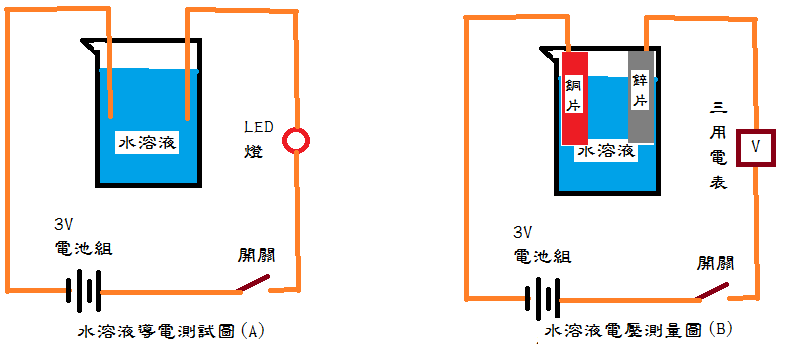 水溶液
LED
燈
3V
電池組
開關
水溶液導電測試圖(A)
銅
片
鋅
片
水溶液
三
用
電
表
V
3V
電池組
開關
水溶液電壓測量圖(B)